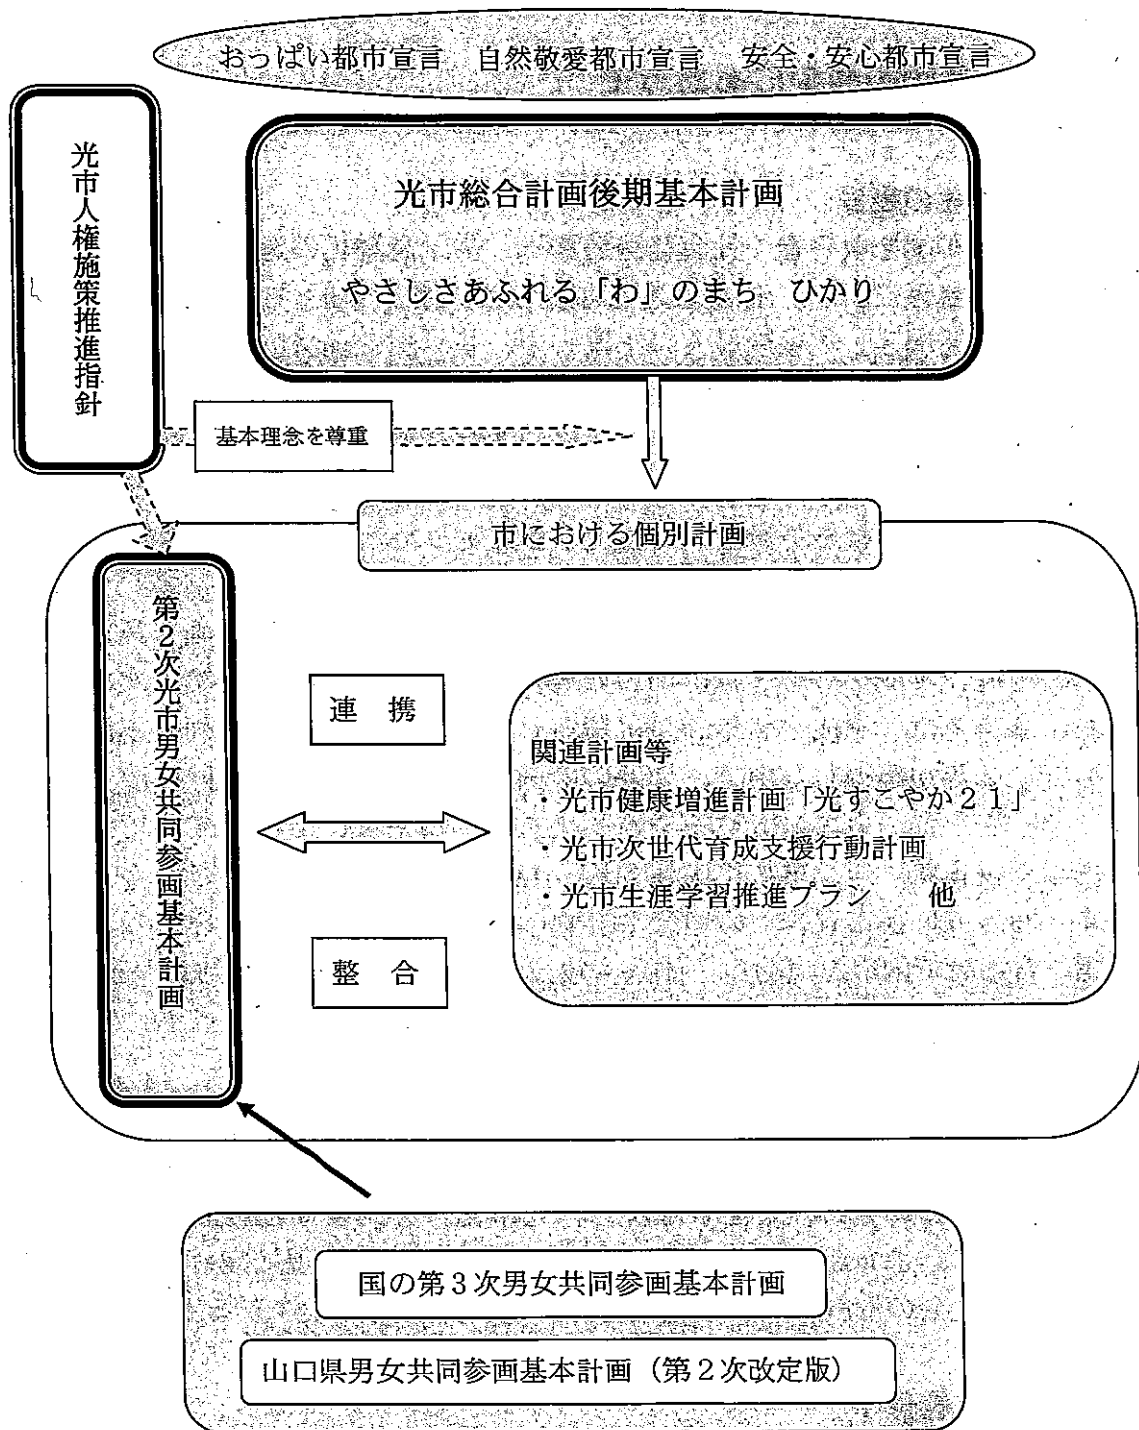 おっぱい都市宣言　自然敬愛都市宣言　安全・安心都市宣言
光市人権施策推進指針
光市総合計画後期基本計画
やさしさあふれる「わ」のまち　ひかり
基本理念を尊重
市における個別計画
第２次光市男女共同参画基本計画
連　携
整　合
関連計画等
・光市健康増進計画「光すこやか２１」
・光市次世代育成支援行動計画
・光市生涯学習推進プラン　　他
国の第３次男女共同参画基本計画
山口県男女共同参画基本計画（第２次改定版）